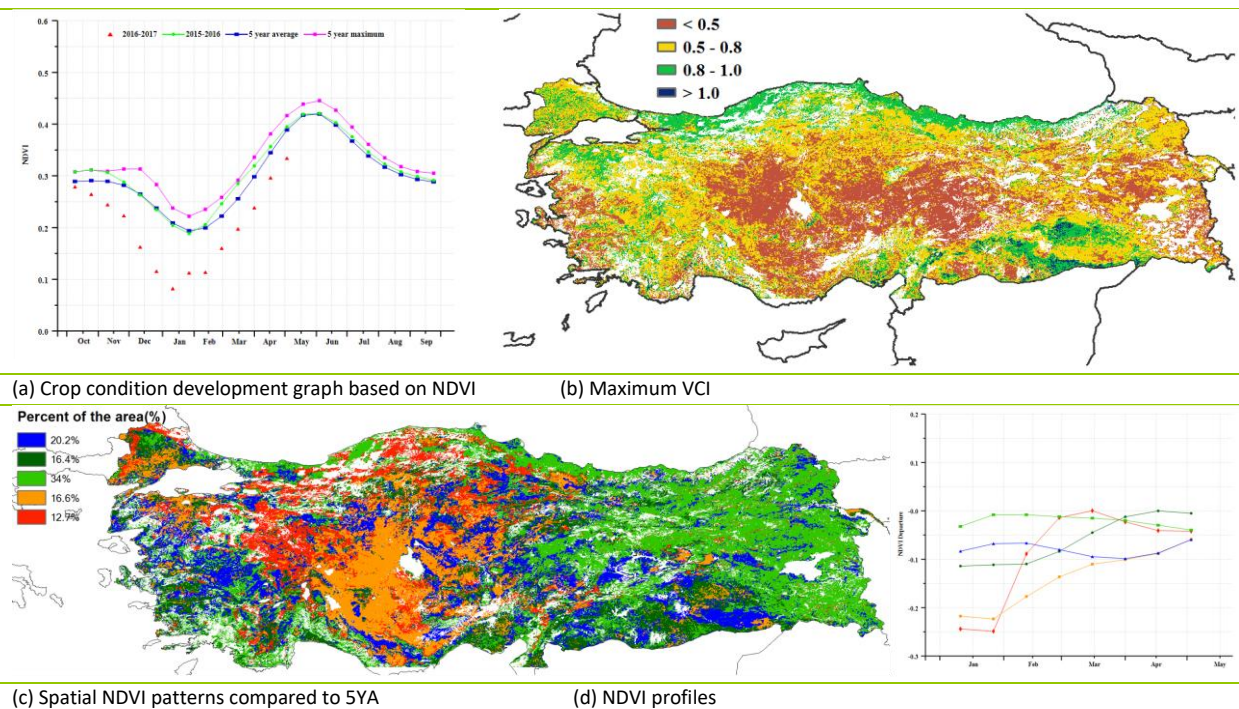 0.6
0.5
0.4
0.3
0.2
0.1
0.0
NDVI
2016-2017 2015-2016 5 year average 5 year maximum
Oct Nov Dec Jan Feb Mar Apr May Jun Jul Aug Sep
< 0.5
0.5 - 0.8
0.8 - 1.0
> 1.0
(a) Crop condition development graph based on NDVI (b) Maximum VCI
Percent of the area(%)
20.2%
16.4%
34%
16.6%
12.7%
0.2
0.1
-0.0
-0.1
-0.2
-0.3
NDVI Departure
Jan Feb Mar Apr May
(c) Spatial NDVI patterns compared to 5YA (d) NDVI profiles